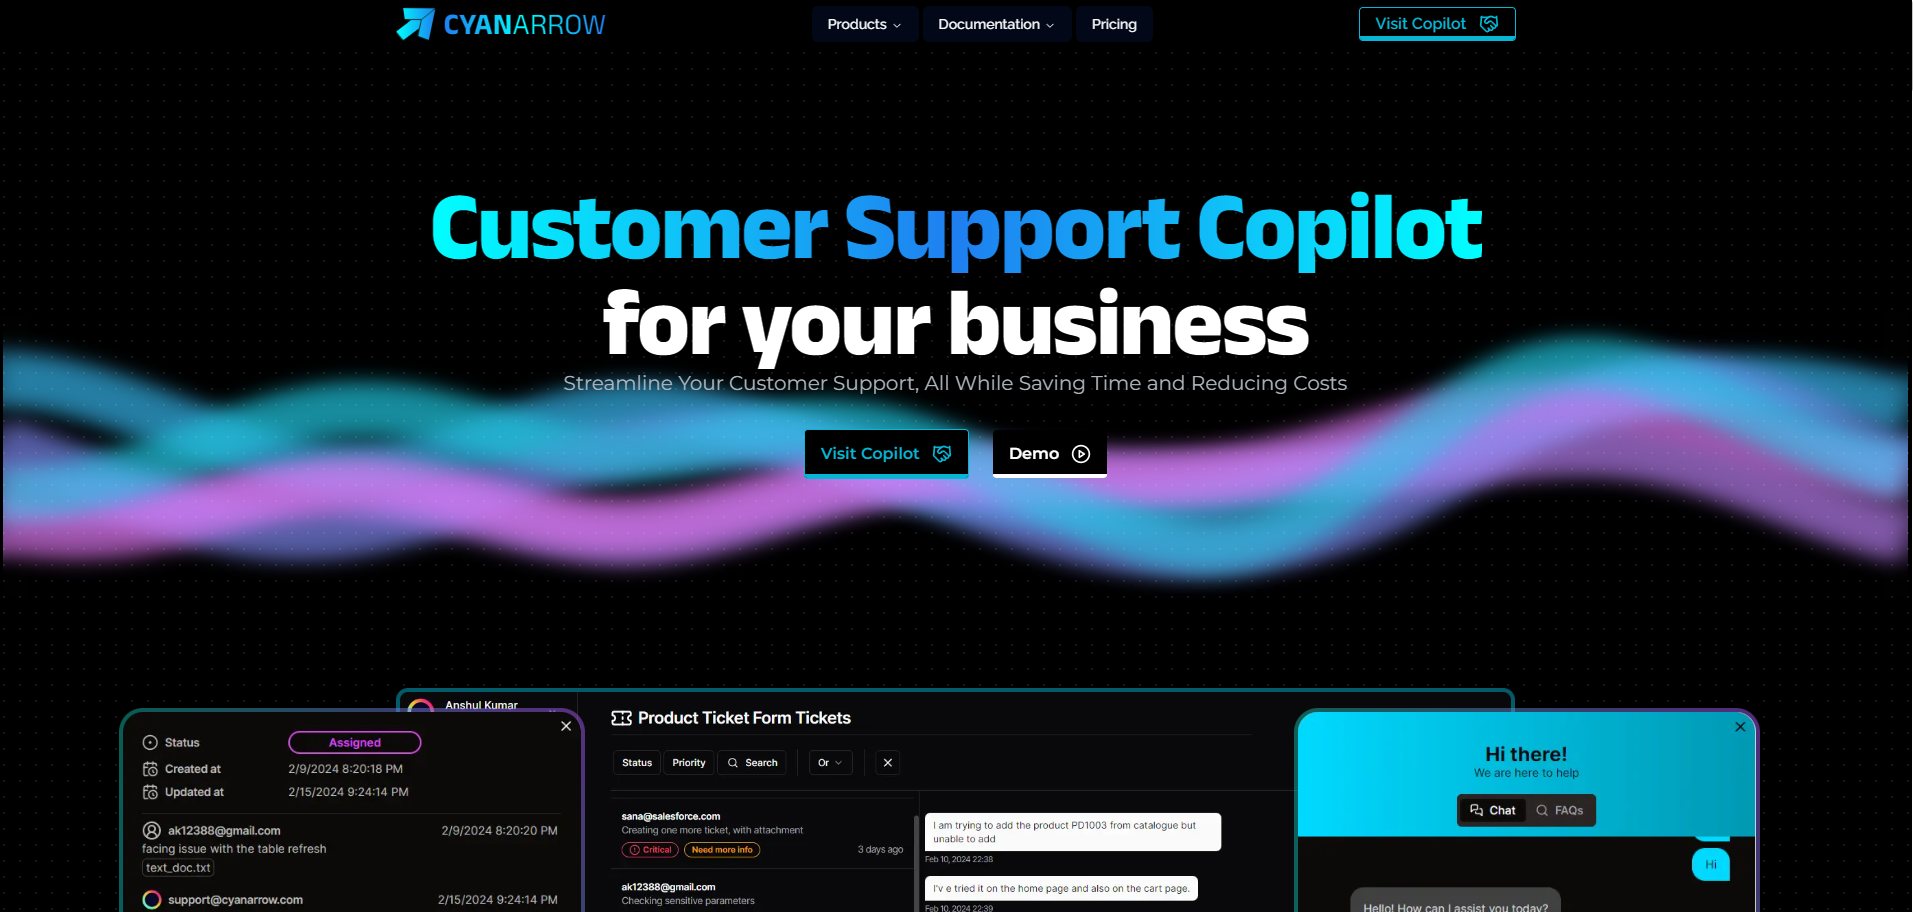 CYANARROW
Products
Documentation
Pricing
Visit Copilot
Customer Support Copilot
for your business
Streamline Your Customer Support, All While Saving Time and Reducing Costs
Visit Copilot
Demo
Anshul Kumar
Status
Assigned
Created at
2/9/2024 8:20:18 PM
Updated at
2/15/2024 9:24:14 PM
ak12388@gmail.com
2/9/2024 8:20:20 PM
facing issue with the table refresh
text_doc.txt
support@cyanarrow.com
2/15/2024 9:24:14 PM
Product Ticket Form Tickets
Status
Priority
Search
Or
sana@salesforce.com
Creating one more ticket, with attachment
Critical
Need more info
3 days ago
ak12388@gmail.com
Checking sensitive parameters
I am trying to add the product PD1003 from catalogue but
unable to add
Feb 10, 2024 22:38
I'v e tried it on the home page and also on the cart page.
Feb 10, 2024 22:39
Hi there!
We are here to help
Chat
FAQs
Hi
Hello! How can I assist you today?